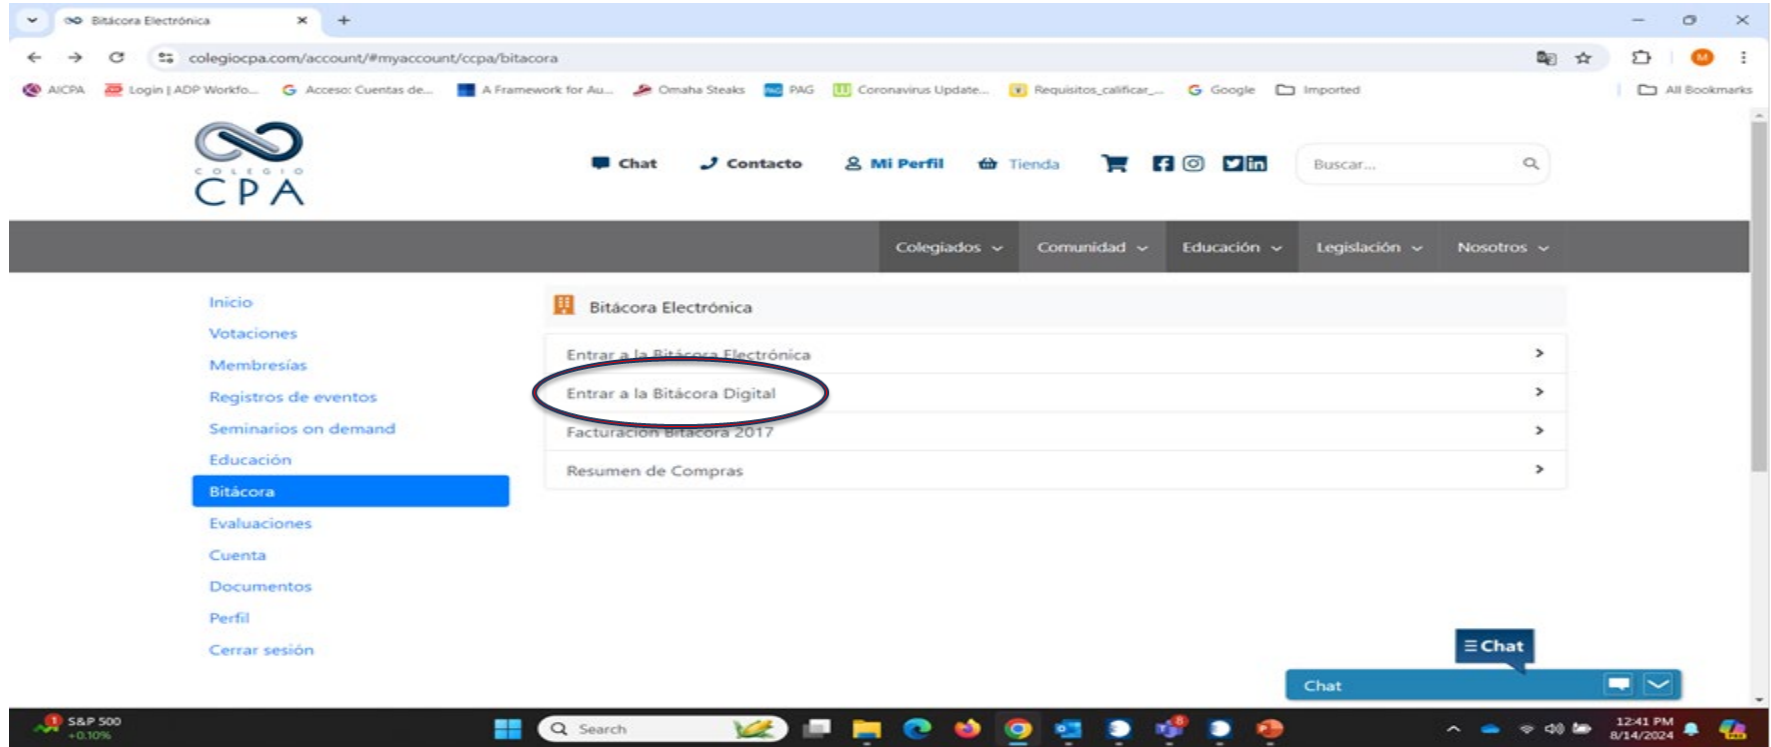 Bitácora Electrónica
colegiocpa.com/account/#myaccount/ccpa/bitacora
M
AICPA
Login | ADP Workfo...
Acceso: Cuentas de...
A Framework for Au...
Omaha Steaks
PAG
Coronavirus Update...
Requisitos_calificar_...
Google
Imported
All Bookmarks
COLEGIO
CPA
Chat
Contacto
Mi Perfil
Tienda
Buscar...
Colegiados
Comunidad
Educación
Legislación
Nosotros
Inicio
Votaciones
Membresías
Registros de eventos
Seminarios on demand
Educación
Bitácora
Evaluaciones
Cuenta
Documentos
Perfil
Cerrar sesión
Bitácora Electrónica
Entrar a la Bitácora Electrónica
Entrar a la Bitácora Digital
Facturación Bitácora 2017
Resumen de Compras
Chat
Chat
1
S&P 500
+0.10%
Search
12:41 PM
8/14/2024